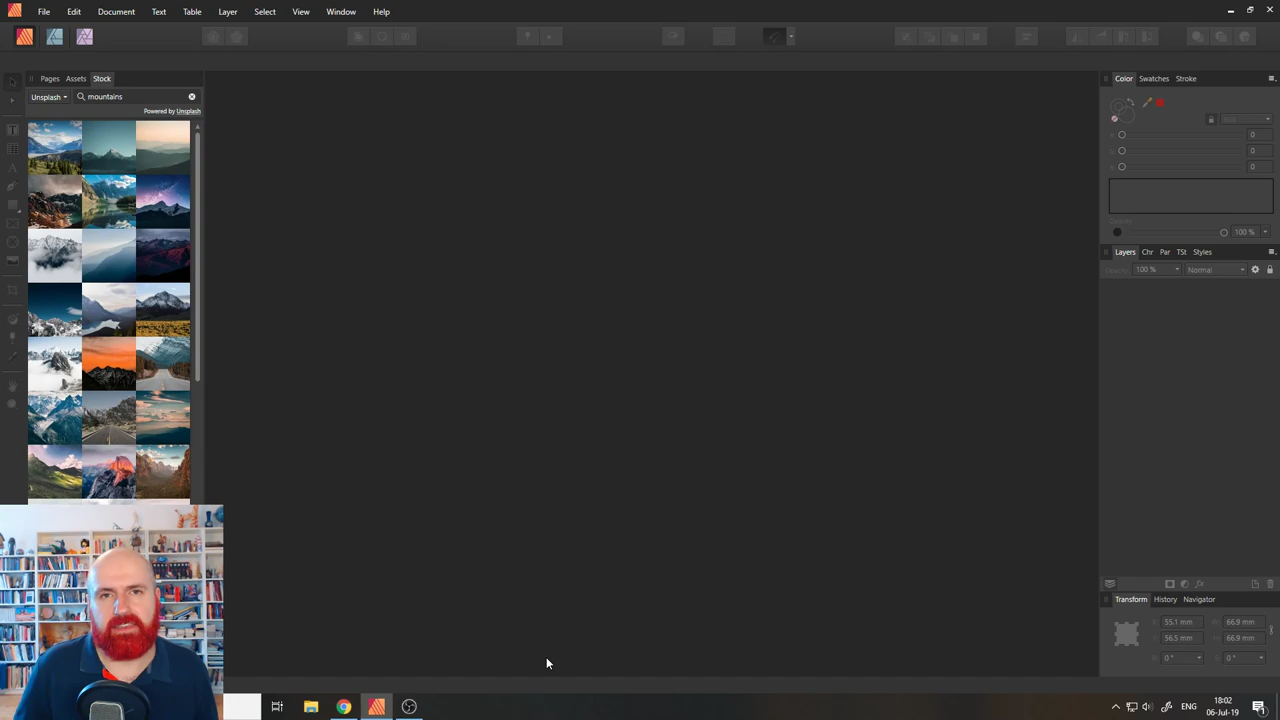 File Edit Document Text Table Layer Select View Window Help
Pages Assets Stock
Unsplash mountains
Powered by Unsplash
Color Swatches Stroke
0
0
0
Opacity
100 %
Layers Chr Par TSt Styles
Opacity: 100 % Normal
Transform History Navigator
X: 55.1 mm W: 66.9 mm
Y: 56.5 mm H: 66.9 mm
R: 0 ° S: 0 °
ENG
18:02
06-Jul-19